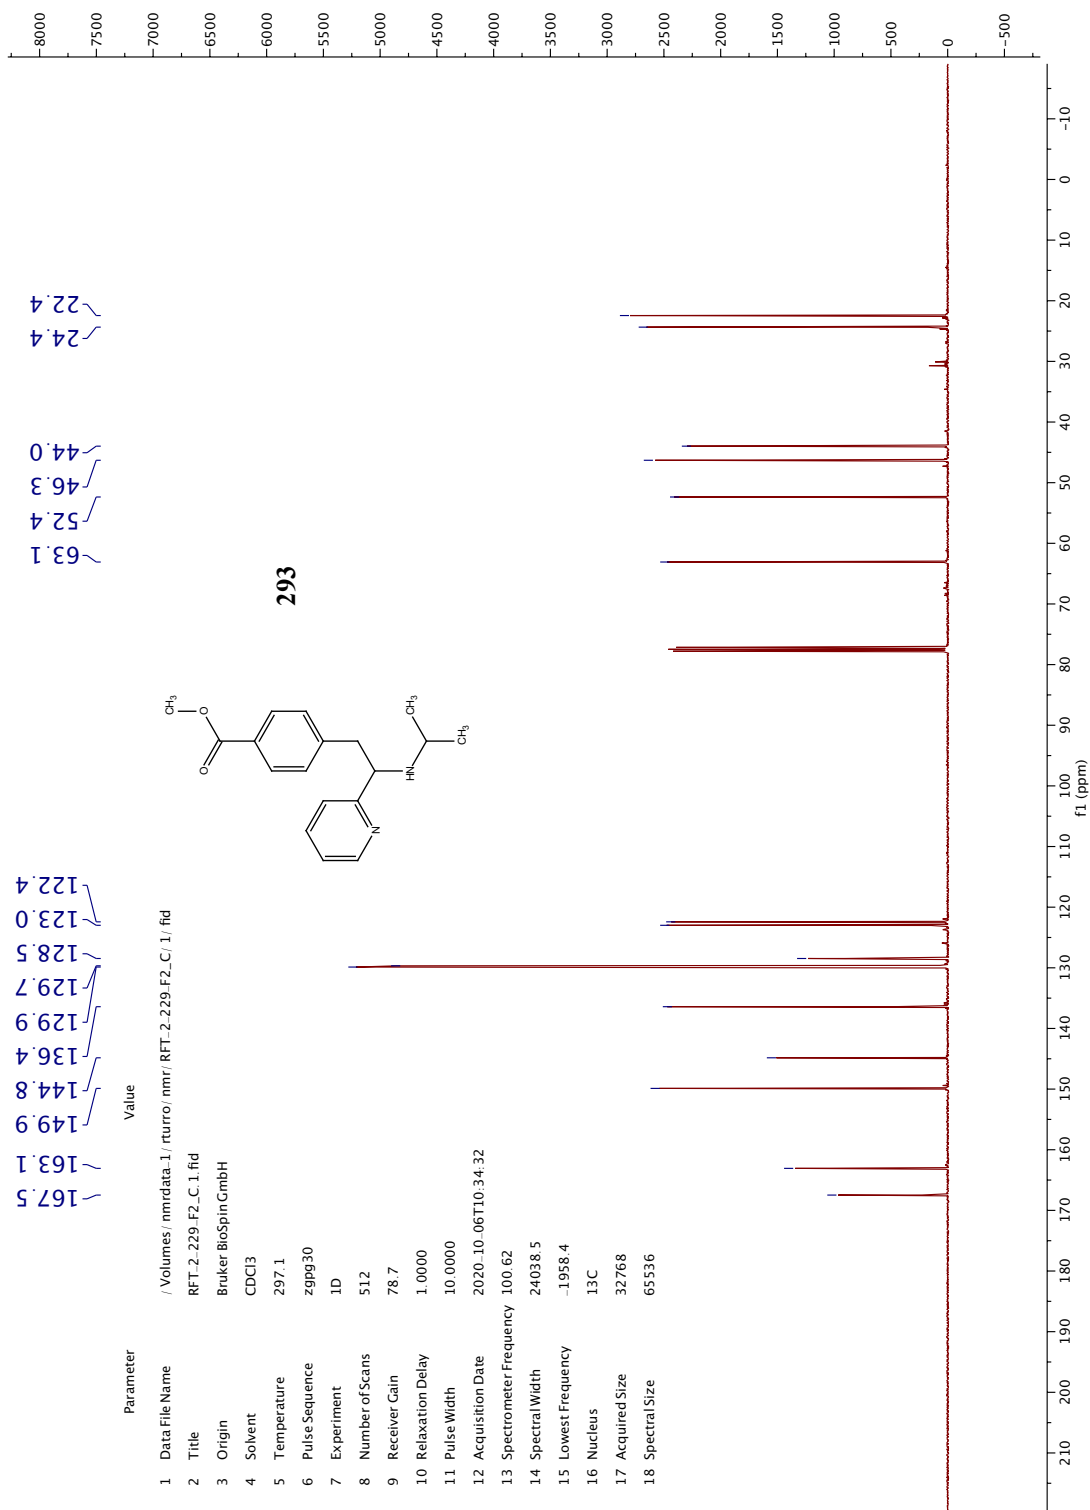 167.5
163.1
149.9
144.8
136.4
129.9
129.7
128.5
123.0
122.4
63.1
52.4
46.3
44.0
24.4
22.4
Parameter Value
1 Data File Name / Volumes/ nmrdata-1/ rturro/ nmr/ RFT-2-229-F2_C/ 1/ fid
2 Title RFT-2-229-F2_C.1.fid
3 Origin Bruker BioSpin GmbH
4 Solvent CDCl3
5 Temperature 297.1
6 Pulse Sequence zgpg30
7 Experiment 1D
8 Number of Scans 512
9 Receiver Gain 78.7
10 Relaxation Delay 1.0000
11 Pulse Width 10.0000
12 Acquisition Date 2020-10-06T10:34:32
13 Spectrometer Frequency 100.62
14 Spectral Width 24038.5
15 Lowest Frequency -1958.4
16 Nucleus 13C
17 Acquired Size 32768
18 Spectral Size 65536
CH3
O
O
HN
N
CH3
CH3
293
8000
7500
7000
6500
6000
5500
5000
4500
4000
3500
3000
2500
2000
1500
1000
500
0
-500
210 200 190 180 170 160 150 140 130 120 110 100 90 80 70 60 50 40 30 20 10 0 -10
f1 (ppm)